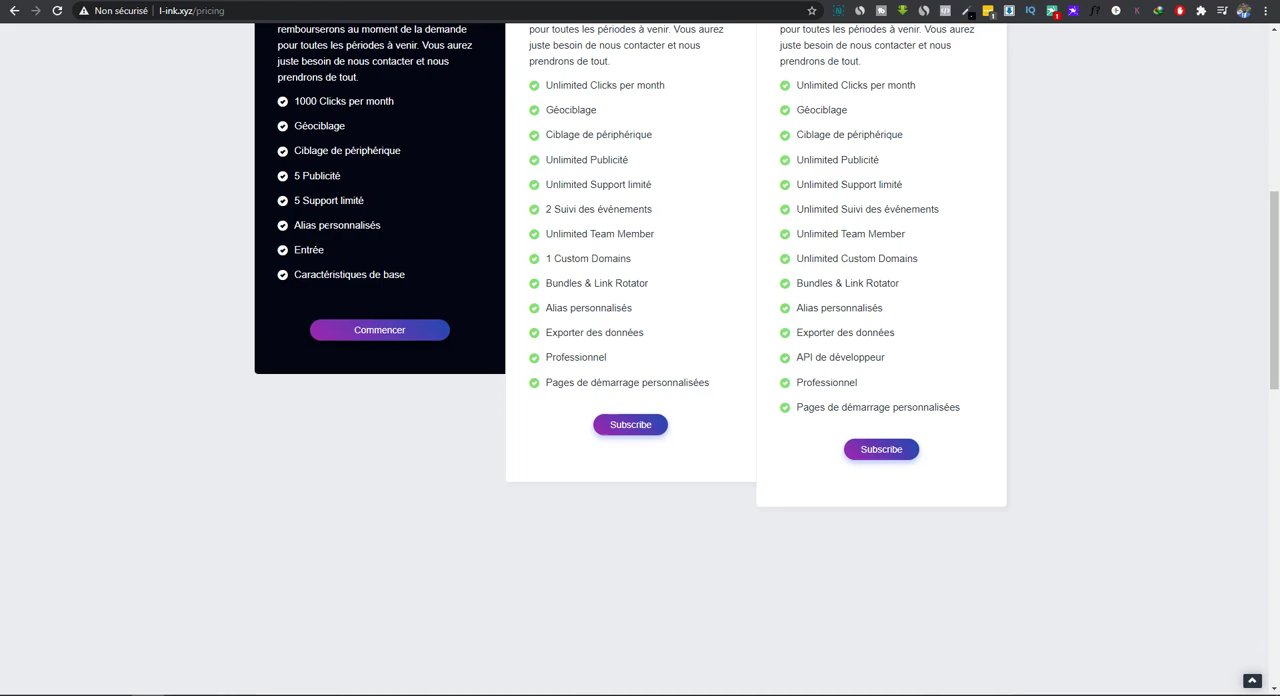 Non sécurisé
l-ink.xyz/pricing
rembourserons au moment de la demande
pour toutes les périodes à venir. Vous aurez
juste besoin de nous contacter et nous
prendrons de tout.
1000 Clicks per month
Géociblage
Ciblage de périphérique
5 Publicité
5 Support limité
Alias personnalisés
Entrée
Caractéristiques de base
Commencer
pour toutes les périodes à venir. Vous aurez
juste besoin de nous contacter et nous
prendrons de tout.
Unlimited Clicks per month
Géociblage
Ciblage de périphérique
Unlimited Publicité
Unlimited Support limité
2 Suivi des événements
Unlimited Team Member
1 Custom Domains
Bundles & Link Rotator
Alias personnalisés
Exporter des données
Professionnel
Pages de démarrage personnalisées
Subscribe
pour toutes les périodes à venir. Vous aurez
juste besoin de nous contacter et nous
prendrons de tout.
Unlimited Clicks per month
Géociblage
Ciblage de périphérique
Unlimited Publicité
Unlimited Support limité
Unlimited Suivi des événements
Unlimited Team Member
Unlimited Custom Domains
Bundles & Link Rotator
Alias personnalisés
Exporter des données
API de développeur
Professionnel
Pages de démarrage personnalisées
Subscribe